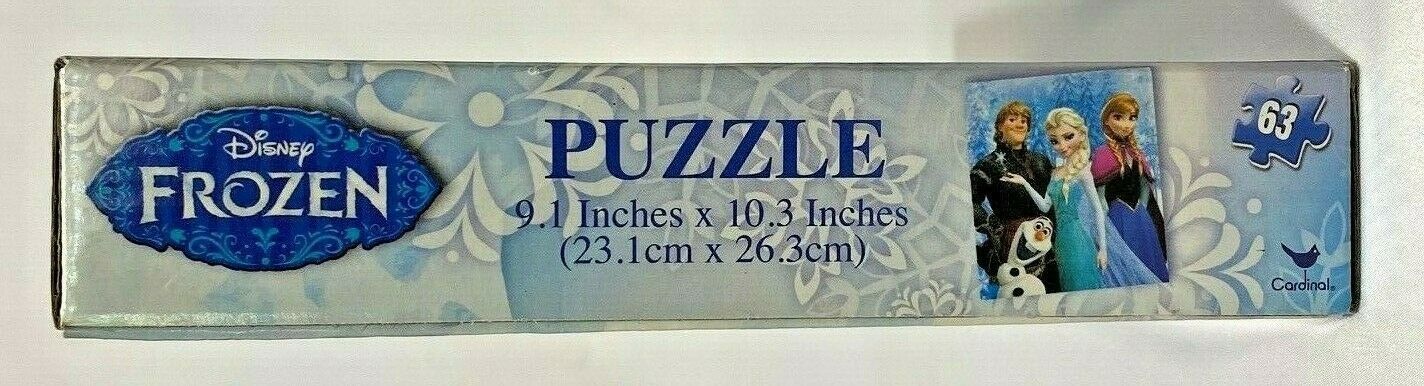 Disney
FROZEN
PUZZLE
9.1 Inches x 10.3 Inches
(23.1cm x 26.3cm)
63
Cardinal®